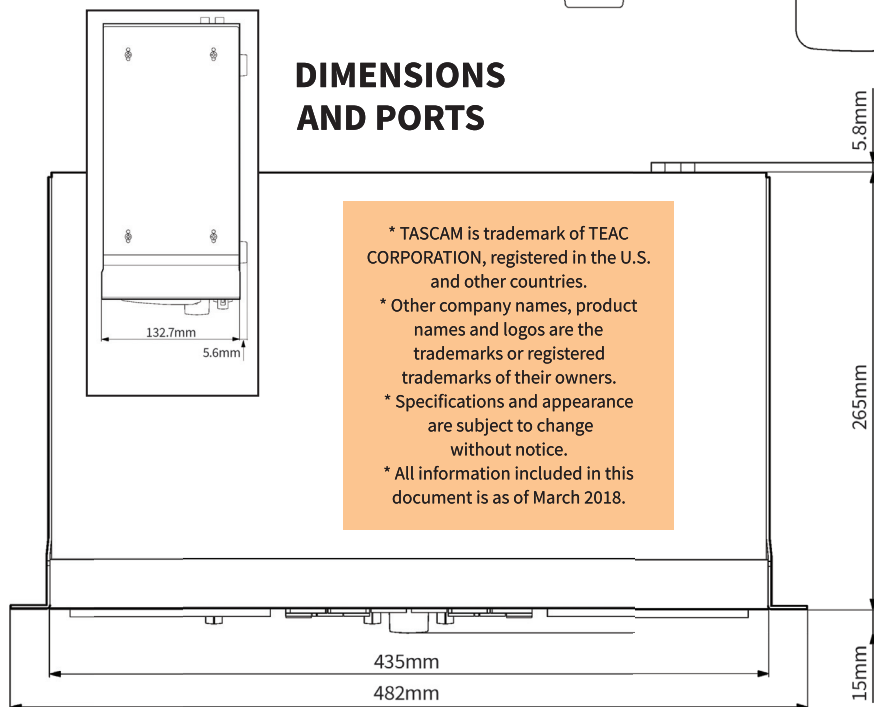 DIMENSIONS
AND PORTS
5.8mm
* TASCAM is trademark of TEAC
CORPORATION, registered in the U.S.
and other countries.
* Other company names, product
names and logos are the
trademarks or registered
trademarks of their owners.
* Specifications and appearance
are subject to change
without notice.
* All information included in this
document is as of March 2018.
132.7mm
5.6mm
265mm
435mm
482mm
15mm